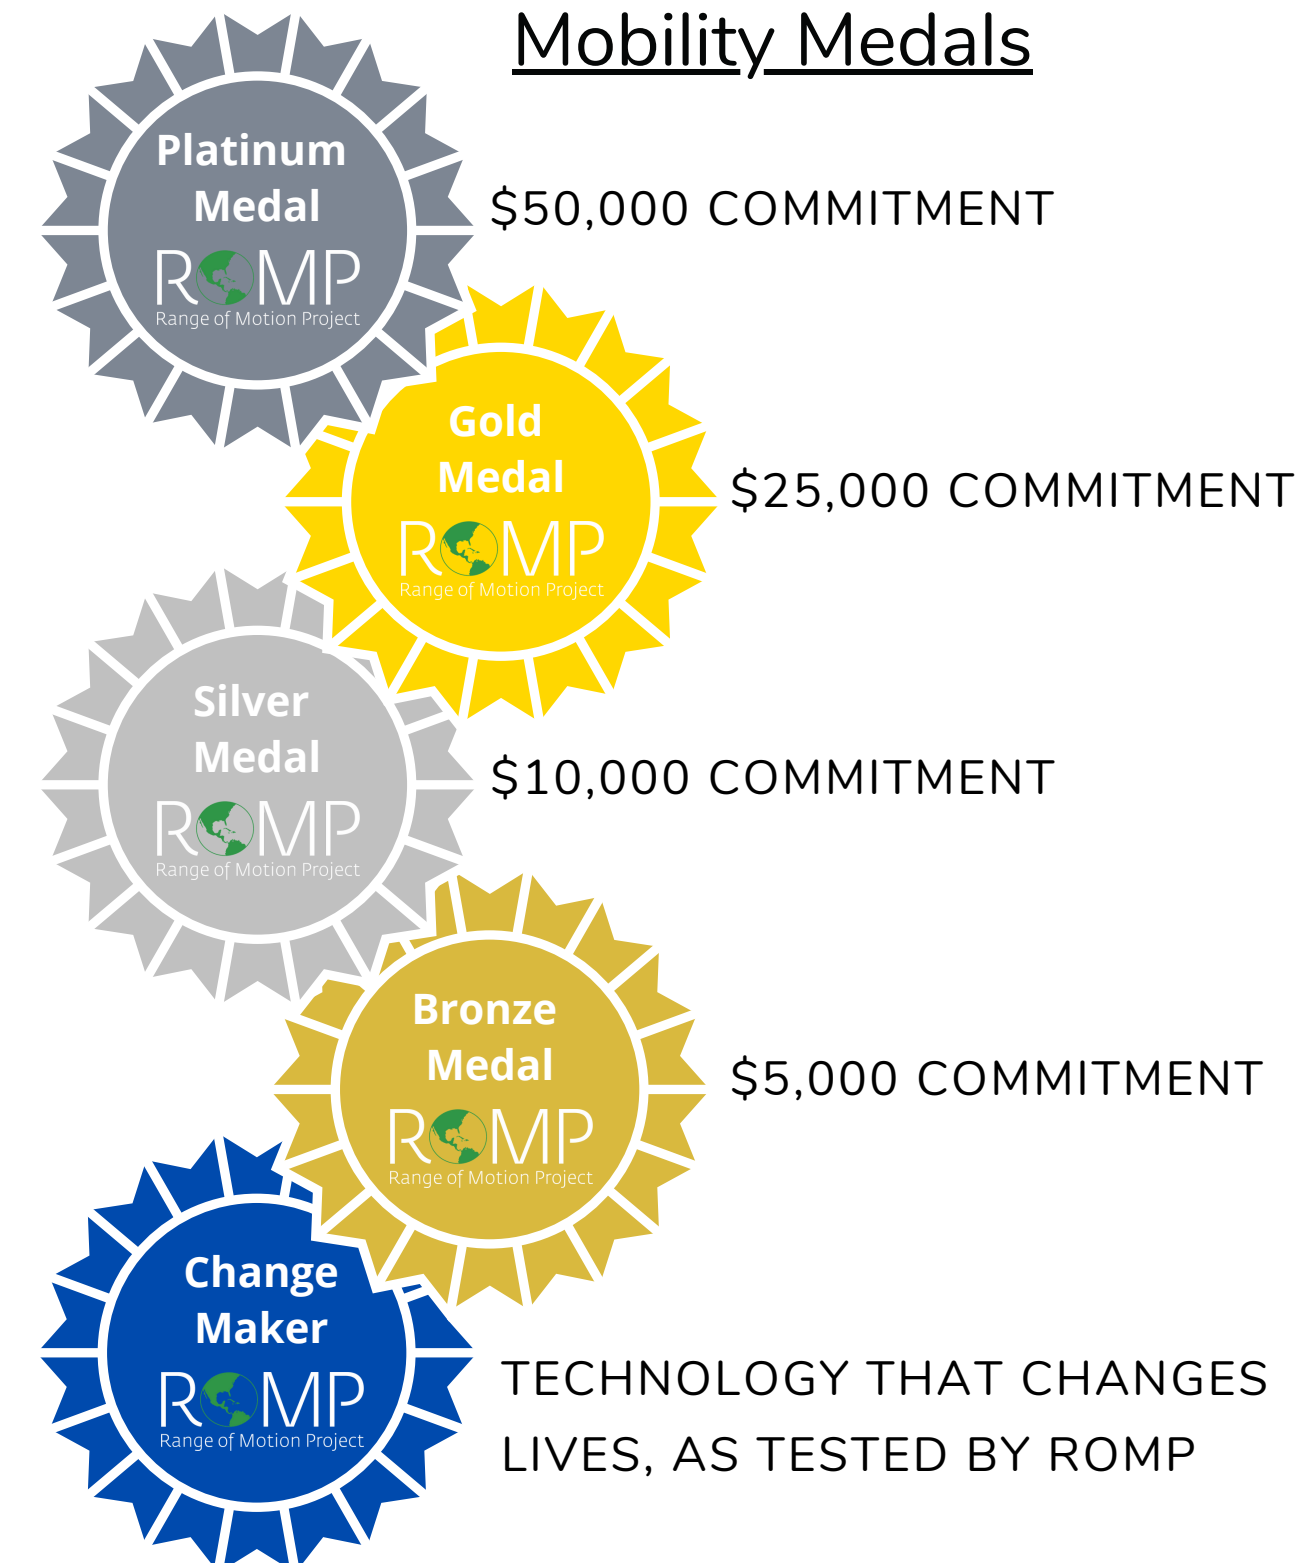 Mobility Medals
Platinum
Medal
ROMP
Range of Motion Project
$50,000 COMMITMENT
Gold
Medal
ROMP
Range of Motion Project
$25,000 COMMITMENT
Silver
Medal
ROMP
Range of Motion Project
$10,000 COMMITMENT
Bronze
Medal
ROMP
Range of Motion Project
$5,000 COMMITMENT
Change
Maker
ROMP
Range of Motion Project
TECHNOLOGY THAT CHANGES
LIVES, AS TESTED BY ROMP